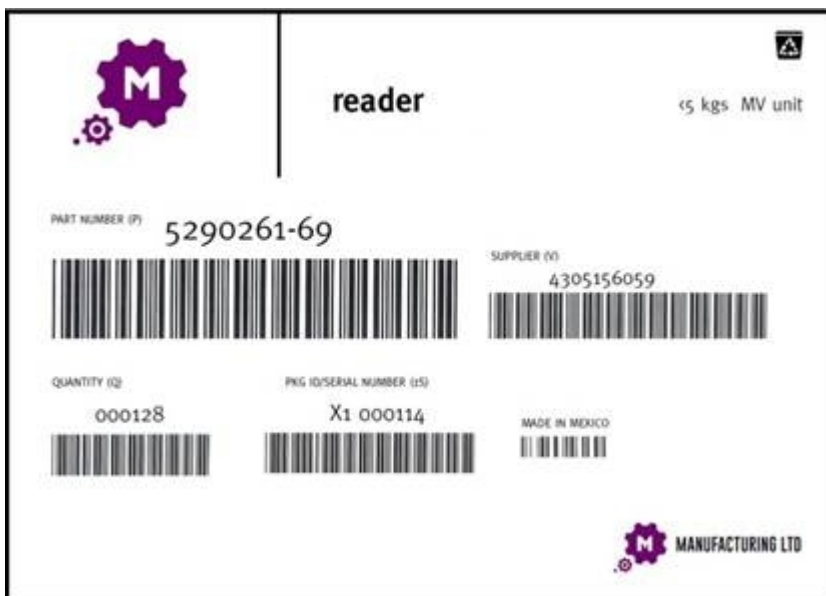 M
reader
<5 kgs MV unit
PART NUMBER (P)
5290261-69
SUPPLIER (V)
4305156059
QUANTITY (Q)
000128
PKG ID/SERIAL NUMBER (1S)
X1 000114
MADE IN MEXICO
M MANUFACTURING LTD